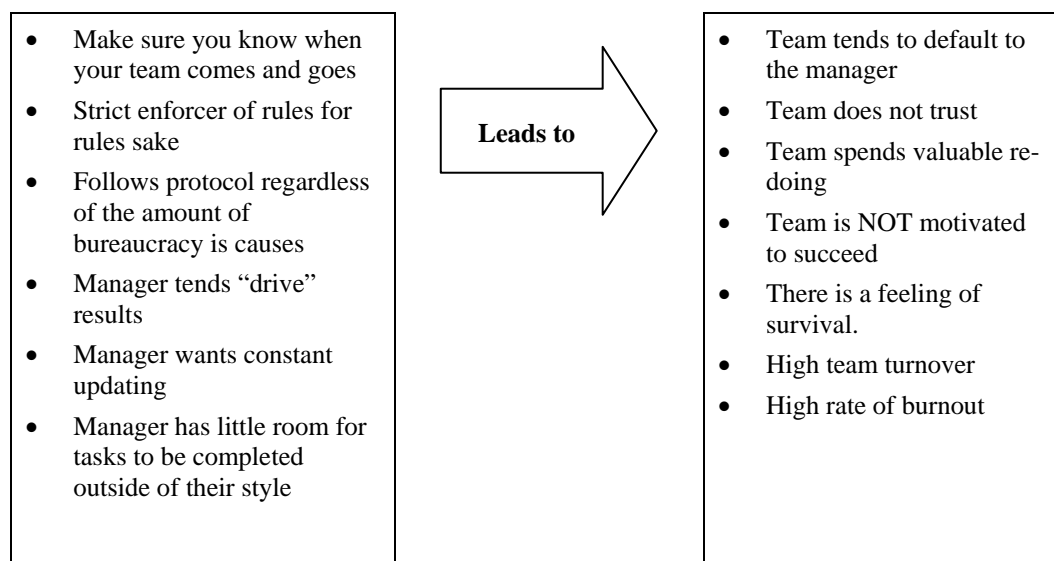 • Make sure you know when
your team comes and goes
• Strict enforcer of rules for
rules sake
• Follows protocol regardless
of the amount of
bureaucracy is causes
• Manager tends “drive”
results
• Manager wants constant
updating
• Manager has little room for
tasks to be completed
outside of their style
Leads to
• Team tends to default to
the manager
• Team does not trust
• Team spends valuable re-
doing
• Team is NOT motivated
to succeed
• There is a feeling of
survival.
• High team turnover
• High rate of burnout